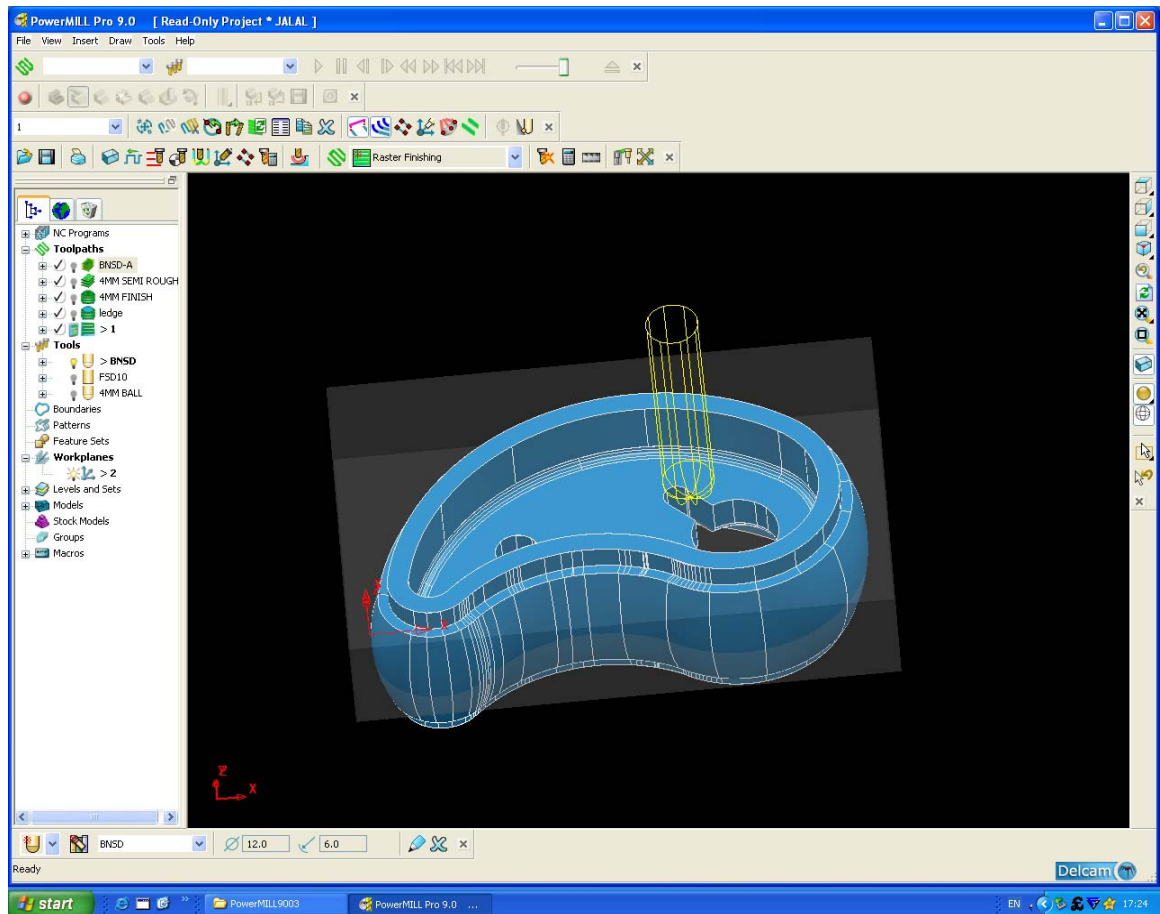 PowerMILL Pro 9.0 [ Read-Only Project * JALAL ]
File View Insert Draw Tools Help
1
Raster Finishing
NC Programs
Toolpaths
BNSD-A
4MM SEMI ROUGH
4MM FINISH
ledge
> 1
Tools
> BNSD
FSD10
4MM BALL
Boundaries
Patterns
Feature Sets
Workplanes
> 2
Levels and Sets
Models
Stock Models
Groups
Macros
X
Z
X
BNSD 12.0 6.0
Ready
Delcam
start PowerMILL9003 PowerMILL Pro 9.0 ... EN 17:24